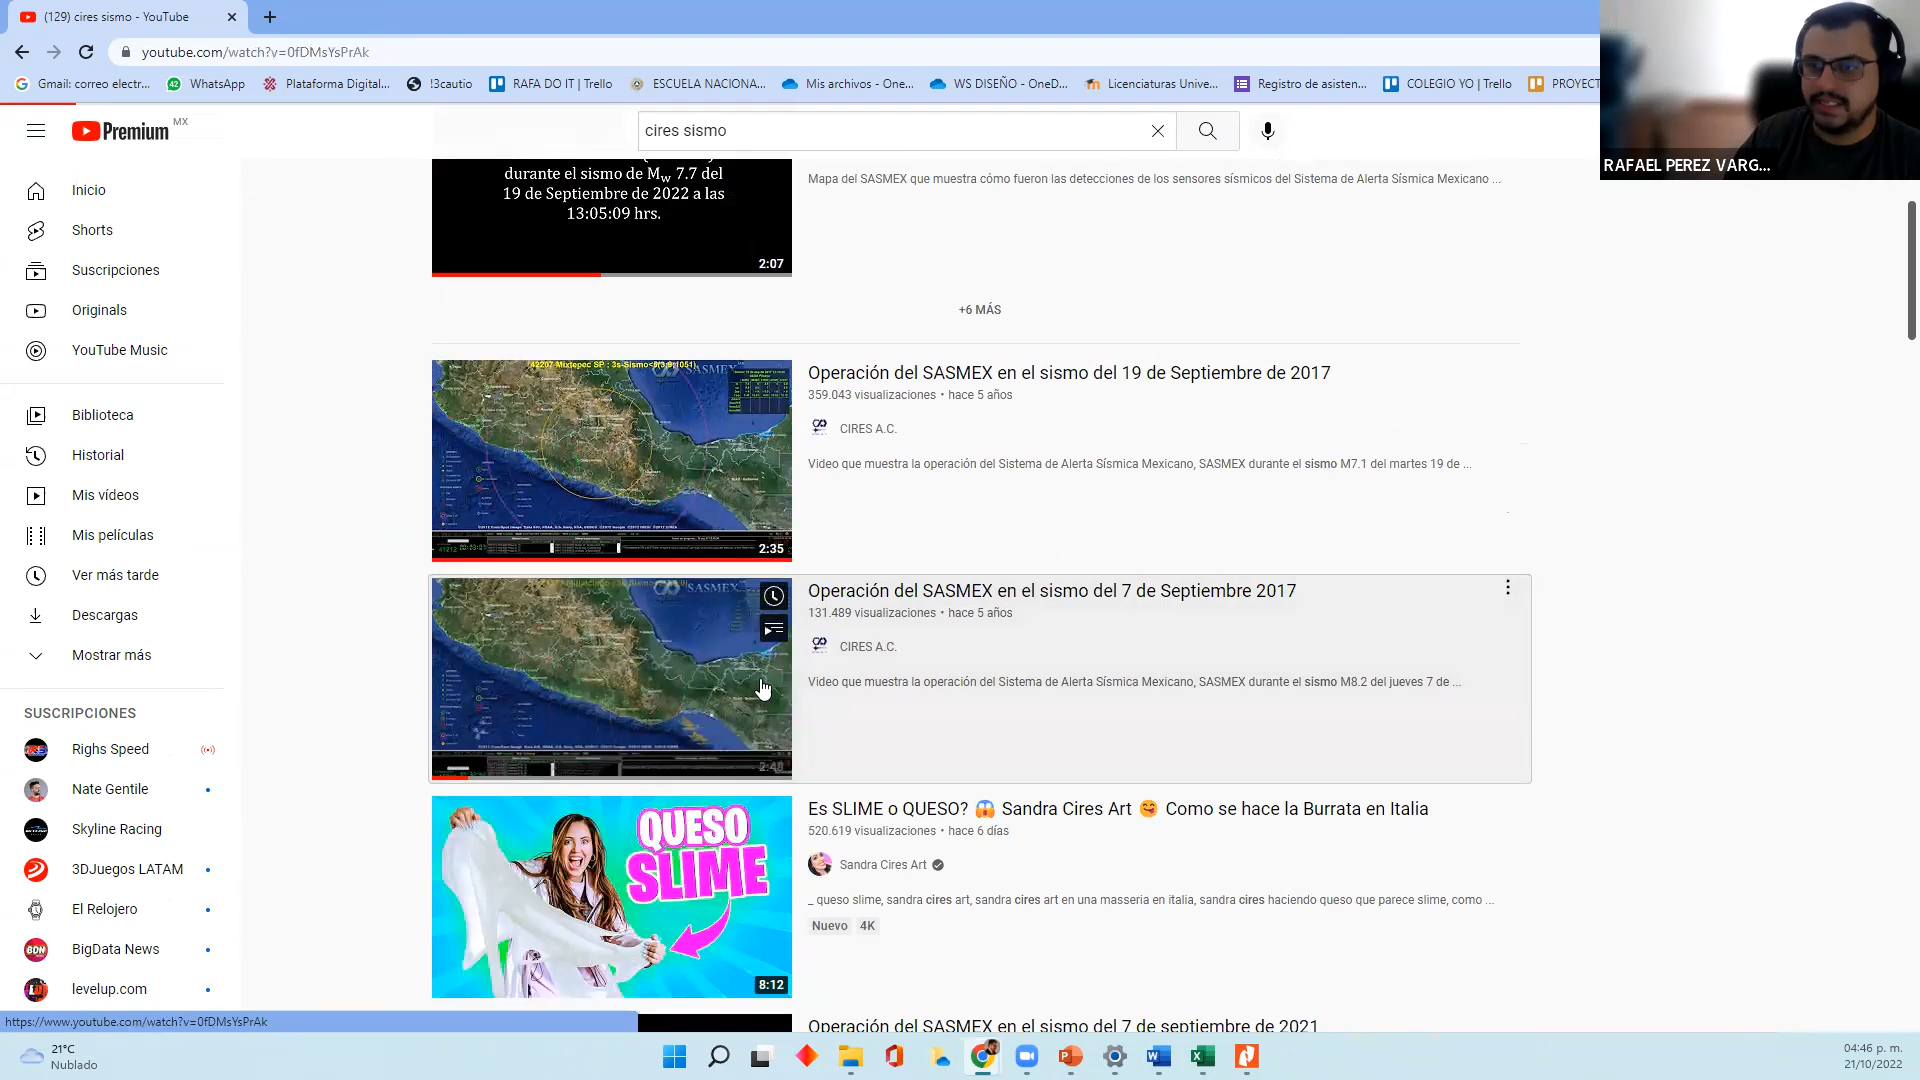 (129) cires sismo - YouTube
youtube.com/watch?v=0fDMsYsPrAk
Gmail: correo electr...
WhatsApp
Plataforma Digital...
!3cautio
RAFA DO IT | Trello
ESCUELA NACIONA...
Mis archivos - One...
WS DISEÑO - OneD...
Licenciaturas Unive...
Registro de asisten...
COLEGIO YO | Trello
PROYECT
RAFAEL PEREZ VARG...
Premium MX
cires sismo
Inicio
Shorts
Suscripciones
Originals
YouTube Music
Biblioteca
Historial
Mis vídeos
Mis películas
Ver más tarde
Descargas
Mostrar más
SUSCRIPCIONES
Righs Speed
Nate Gentile
Skyline Racing
3DJuegos LATAM
El Relojero
BigData News
levelup.com
durante el sismo de Mw 7.7 del
19 de Septiembre de 2022 a las
13:05:09 hrs.
2:07
Mapa del SASMEX que muestra cómo fueron las detecciones de los sensores sísmicos del Sistema de Alerta Sísmica Mexicano ...
+6 MÁS
SASMEX
2:35
Operación del SASMEX en el sismo del 19 de Septiembre de 2017
359.043 visualizaciones • hace 5 años
CIRES A.C.
Video que muestra la operación del Sistema de Alerta Sísmica Mexicano, SASMEX durante el sismo M7.1 del martes 19 de ...
SASMEX
2:48
Operación del SASMEX en el sismo del 7 de Septiembre 2017
131.489 visualizaciones • hace 5 años
CIRES A.C.
Video que muestra la operación del Sistema de Alerta Sísmica Mexicano, SASMEX durante el sismo M8.2 del jueves 7 de ...
QUESO
SLIME
8:12
Es SLIME o QUESO? 😱 Sandra Cires Art 😋 Como se hace la Burrata en Italia
520.619 visualizaciones • hace 6 días
Sandra Cires Art
_ queso slime, sandra cires art, sandra cires art en una masseria en italia, sandra cires haciendo queso que parece slime, como ...
Nuevo 4K
Operación del SASMEX en el sismo del 7 de septiembre de 2021
https://www.youtube.com/watch?v=0fDMsYsPrAk
21°C
Nublado
04:46 p. m.
21/10/2022